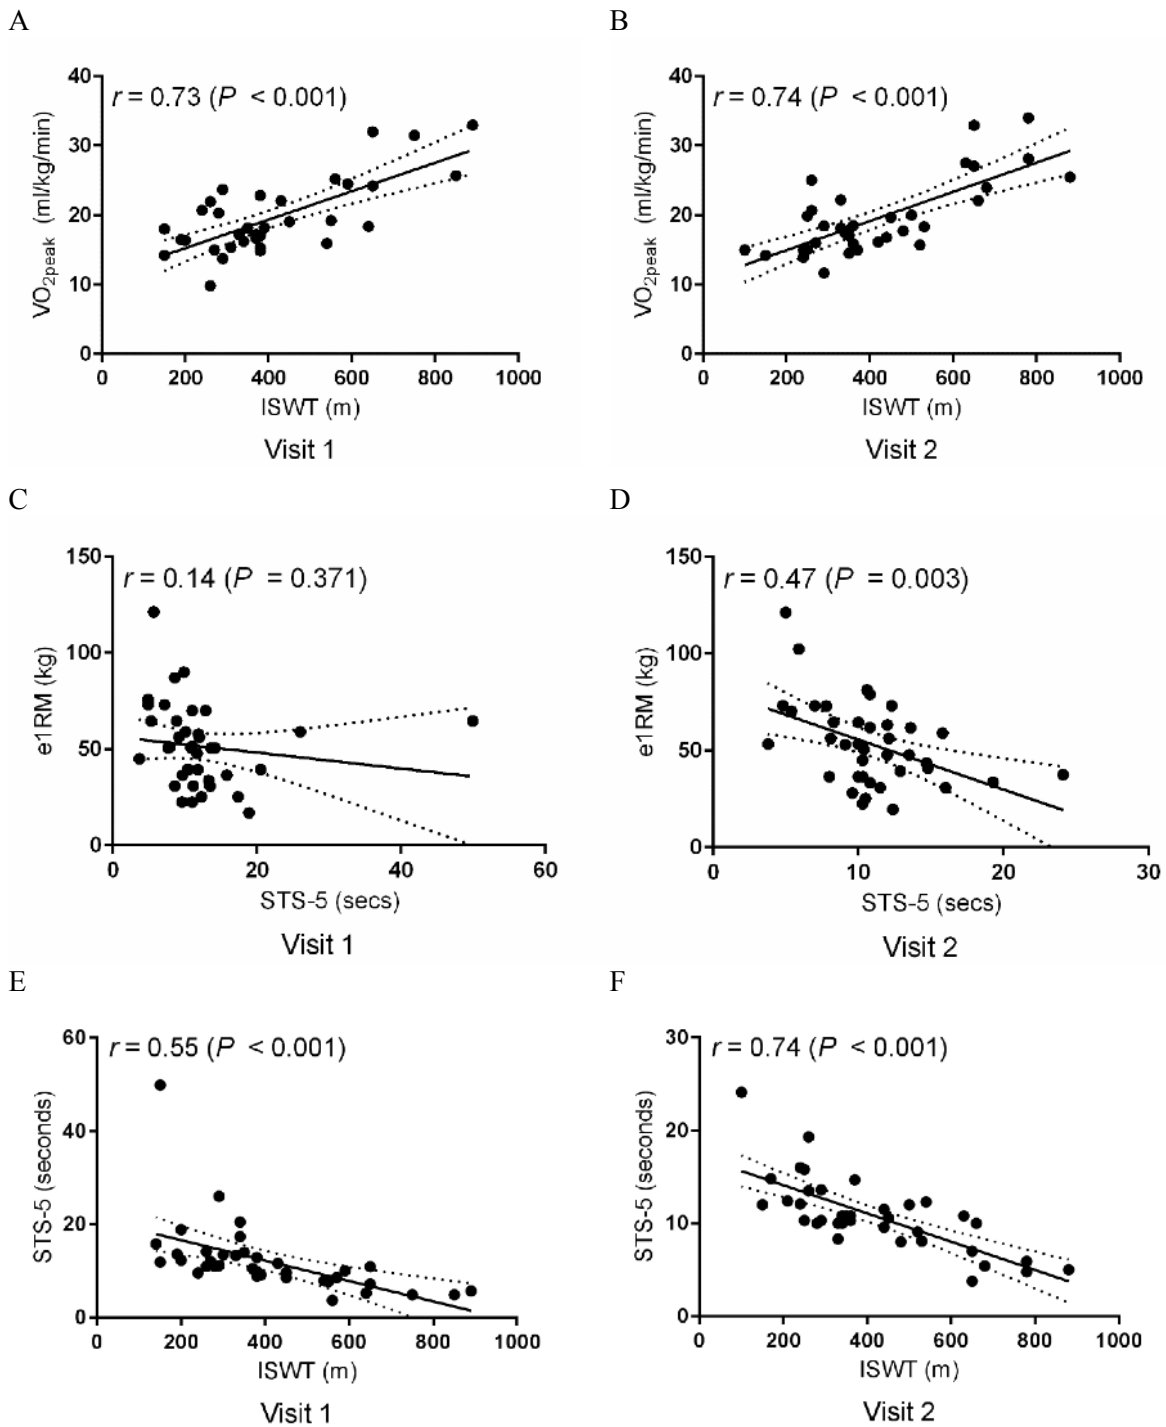 A
B
r = 0.73 (P < 0.001)
40
30
20
10
0
VO2peak (ml/kg/min)
0 200 400 600 800 1000
ISWT (m)
Visit 1
r = 0.74 (P < 0.001)
40
30
20
10
0
VO2peak (ml/kg/min)
0 200 400 600 800 1000
ISWT (m)
Visit 2
C
D
r = 0.14 (P = 0.371)
150
100
50
0
e1RM (kg)
0 20 40 60
STS-5 (secs)
Visit 1
r = 0.47 (P = 0.003)
150
100
50
0
e1RM (kg)
0 10 20 30
STS-5 (secs)
Visit 2
E
F
r = 0.55 (P < 0.001)
60
40
20
0
STS-5 (seconds)
0 200 400 600 800 1000
ISWT (m)
Visit 1
r = 0.74 (P < 0.001)
30
20
10
0
STS-5 (seconds)
0 200 400 600 800 1000
ISWT (m)
Visit 2